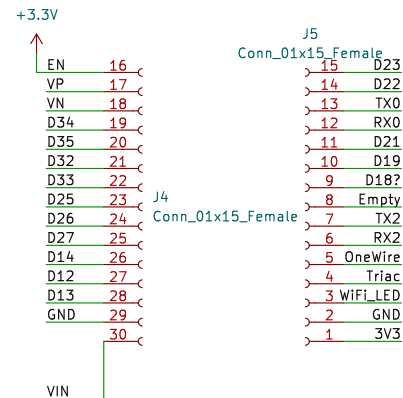 +3.3V
J5
Conn_01x15_Female
EN 16 15 D23
VP 17 14 D22
VN 18 13 TX0
D34 19 12 RX0
D35 20 11 D21
D32 21 10 D19
D33 22 9 D18?
J4
D25 23 8 Empty
Conn_01x15_Female
D26 24 7 TX2
D27 25 6 RX2
D14 26 5 OneWire
D12 27 4 Triac
D13 28 3 WiFi_LED
GND 29 2 GND
30 1 3V3
VIN